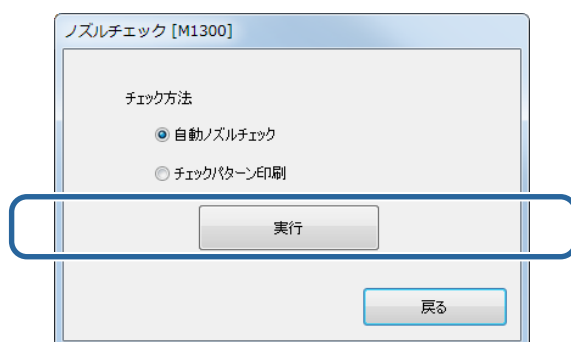 ノズルチェック [M1300]
チェック方法
自動ノズルチェック
チェックパターン印刷
実行
戻る